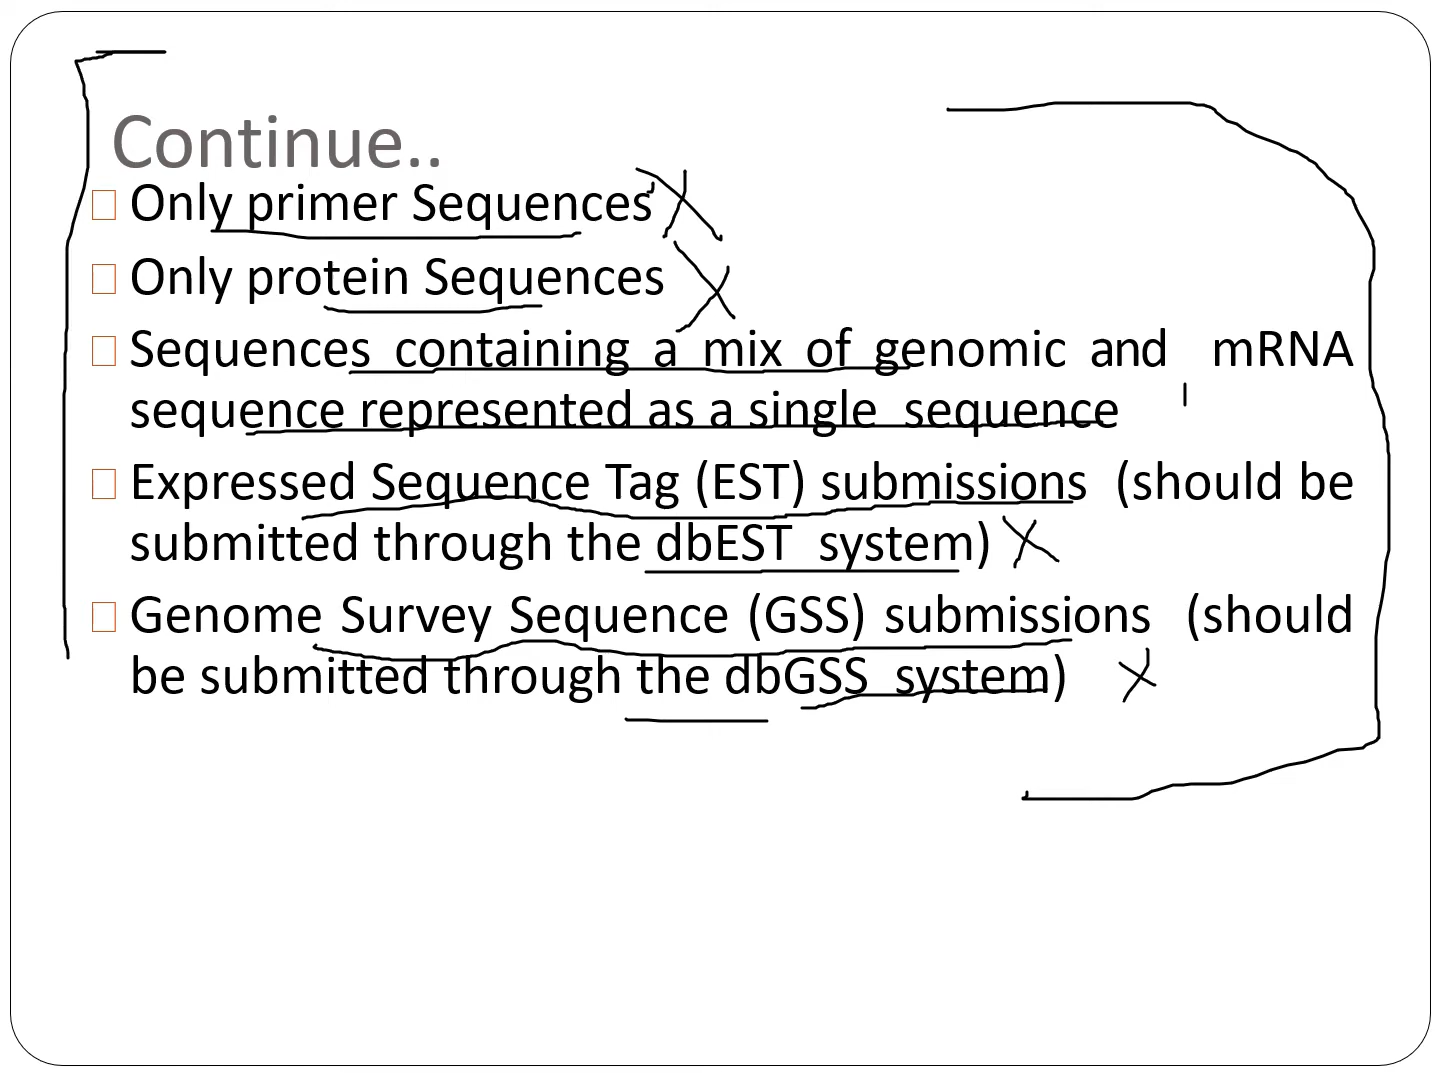 Continue..
Only primer Sequences
Only protein Sequences
Sequences containing a mix of genomic and mRNA
sequence represented as a single sequence
Expressed Sequence Tag (EST) submissions (should be
submitted through the dbEST system)
Genome Survey Sequence (GSS) submissions (should
be submitted through the dbGSS system)